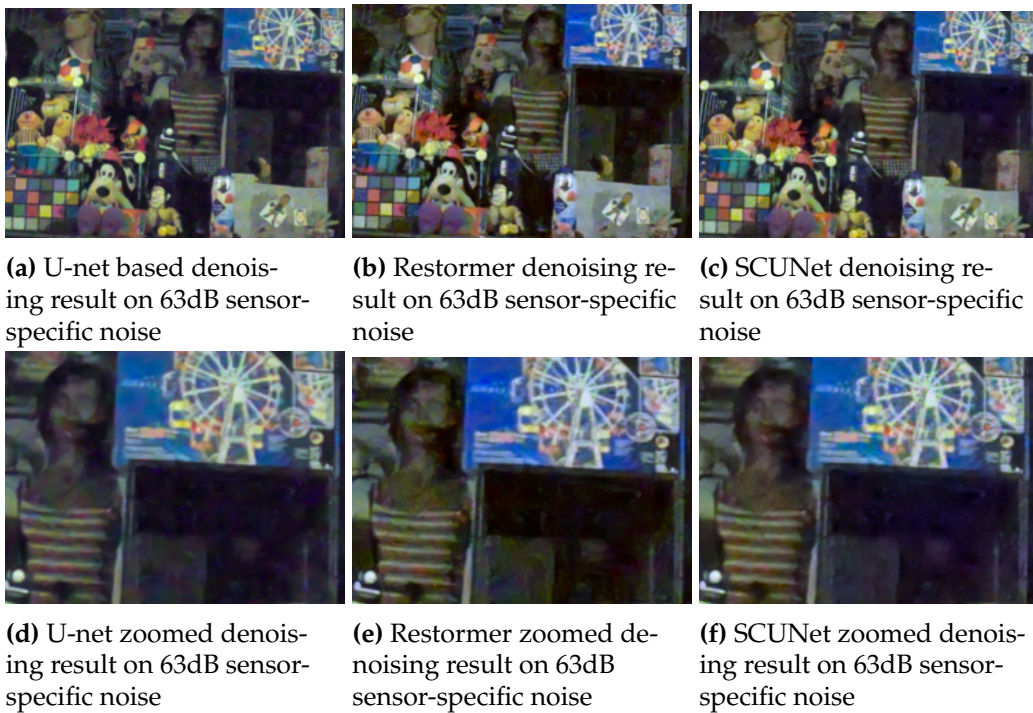 (a) U-net based denois-
ing result on 63dB sensor-
specific noise
(b) Restormer denoising re-
sult on 63dB sensor-specific
noise
(c) SCUNet denoising re-
sult on 63dB sensor-specific
noise
(d) U-net zoomed denois-
ing result on 63dB sensor-
specific noise
(e) Restormer zoomed de-
noising result on 63dB
sensor-specific noise
(f) SCUNet zoomed denois-
ing result on 63dB sensor-
specific noise